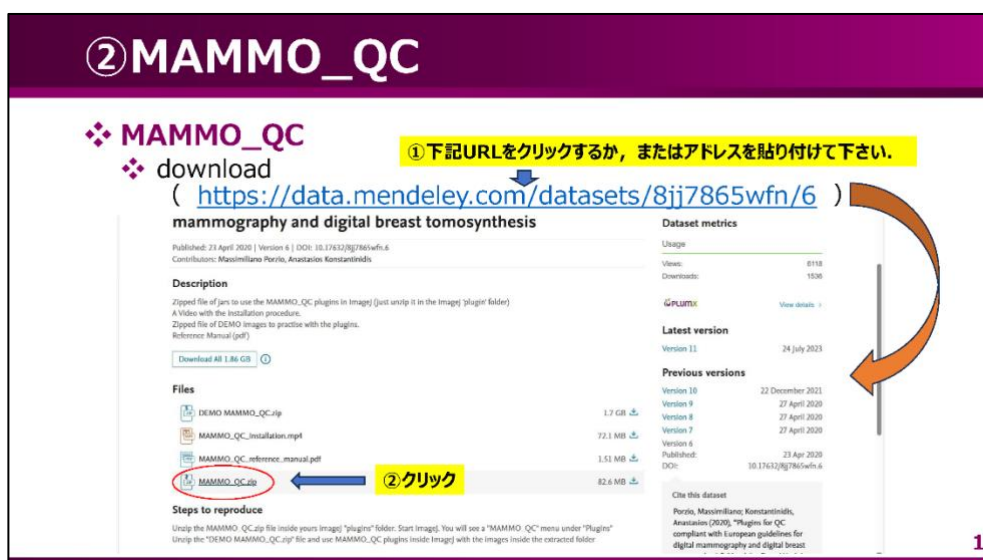 ②MAMMO_QC
❖ MAMMO_QC
❖ download
①下記URLをクリックするか，またはアドレスを貼り付けて下さい．
( https://data.mendeley.com/datasets/8jj7865wfn/6 )
mammography and digital breast tomosynthesis
Published: 23 April 2020 | Version 6 | DOI: 10.17632/8jj7865wfn.6
Contributors: Massimiliano Porzio, Anastasios Konstantinidis
Description
Zipped file of jars to use the MAMMO_QC plugins in ImageJ (just unzip it in the ImageJ 'plugin' folder)
A Video with the installation procedure.
Zipped file of DEMO images to practise with the plugins.
Reference Manual (pdf)
Download All 1.86 GB
Files
DEMO MAMMO_QC.zip 1.7 GB
MAMMO_QC_installation.mp4 72.1 MB
MAMMO_QC_reference_manual.pdf 1.51 MB
MAMMO_QC.zip 82.6 MB
②クリック
Steps to reproduce
Unzip the MAMMO_QC.zip file inside yours ImageJ "plugins" folder. Start ImageJ. You will see a "MAMMO_QC" menu under "Plugins"
Unzip the "DEMO MAMMO_QC.zip" file and use MAMMO_QC plugins inside ImageJ with the images inside the extracted folder
Dataset metrics
Usage
Views: 6118
Downloads: 1536
PLUMX View details >
Latest version
Version 11 24 July 2023
Previous versions
Version 10 22 December 2021
Version 9 27 April 2020
Version 8 27 April 2020
Version 7 27 April 2020
Version 6
Published: 23 Apr 2020
DOI: 10.17632/8jj7865wfn.6
Cite this dataset
Porzio, Massimiliano; Konstantinidis,
Anastasios (2020), "Plugins for QC
compliant with European guidelines for
digital mammography and digital breast
1